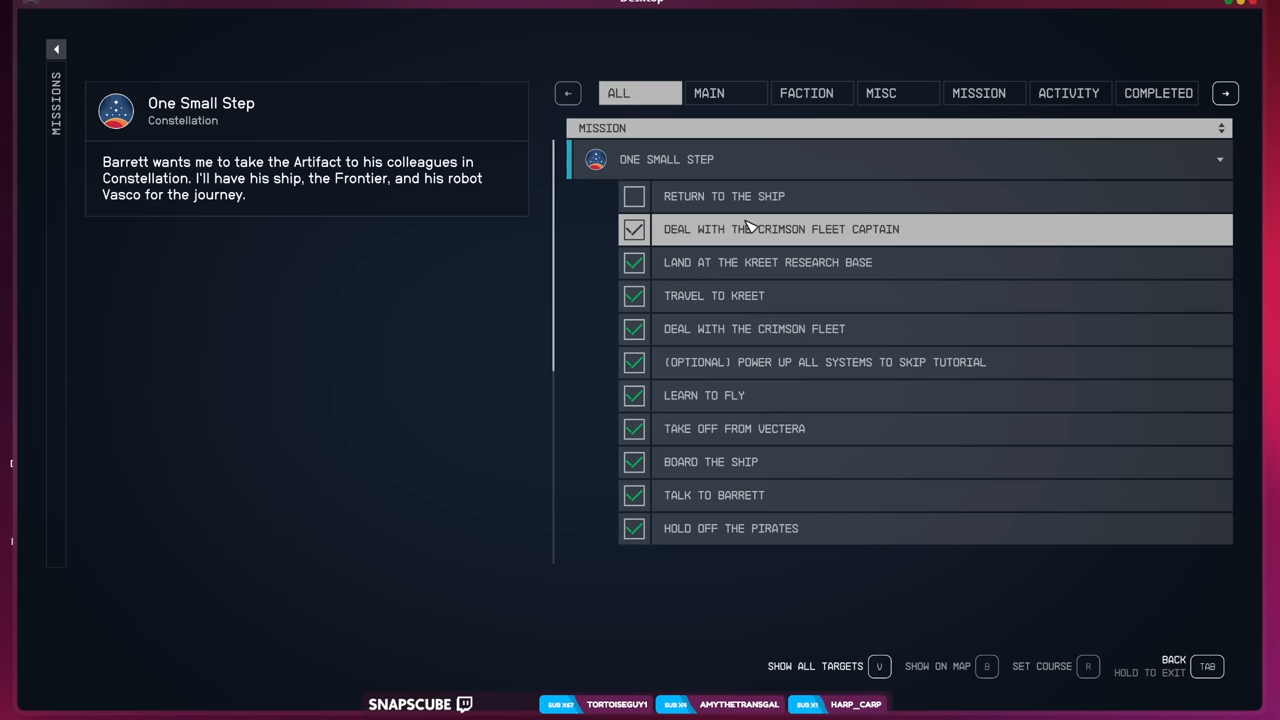 Desktop
MISSIONS
One Small Step
Constellation
Barrett wants me to take the Artifact to his colleagues in
Constellation. I'll have his ship, the Frontier, and his robot
Vasco for the journey.
ALL MAIN FACTION MISC MISSION ACTIVITY COMPLETED
MISSION
ONE SMALL STEP
RETURN TO THE SHIP
DEAL WITH THE CRIMSON FLEET CAPTAIN
LAND AT THE KREET RESEARCH BASE
TRAVEL TO KREET
DEAL WITH THE CRIMSON FLEET
(OPTIONAL) POWER UP ALL SYSTEMS TO SKIP TUTORIAL
LEARN TO FLY
TAKE OFF FROM VECTERA
BOARD THE SHIP
TALK TO BARRETT
HOLD OFF THE PIRATES
SHOW ALL TARGETS V SHOW ON MAP B SET COURSE R BACK TAB
HOLD TO EXIT
SNAPSCUBE SUB X67 TORTOISEGUY1 AMYTHETRANSGAL SUB X1 HARP_CARP